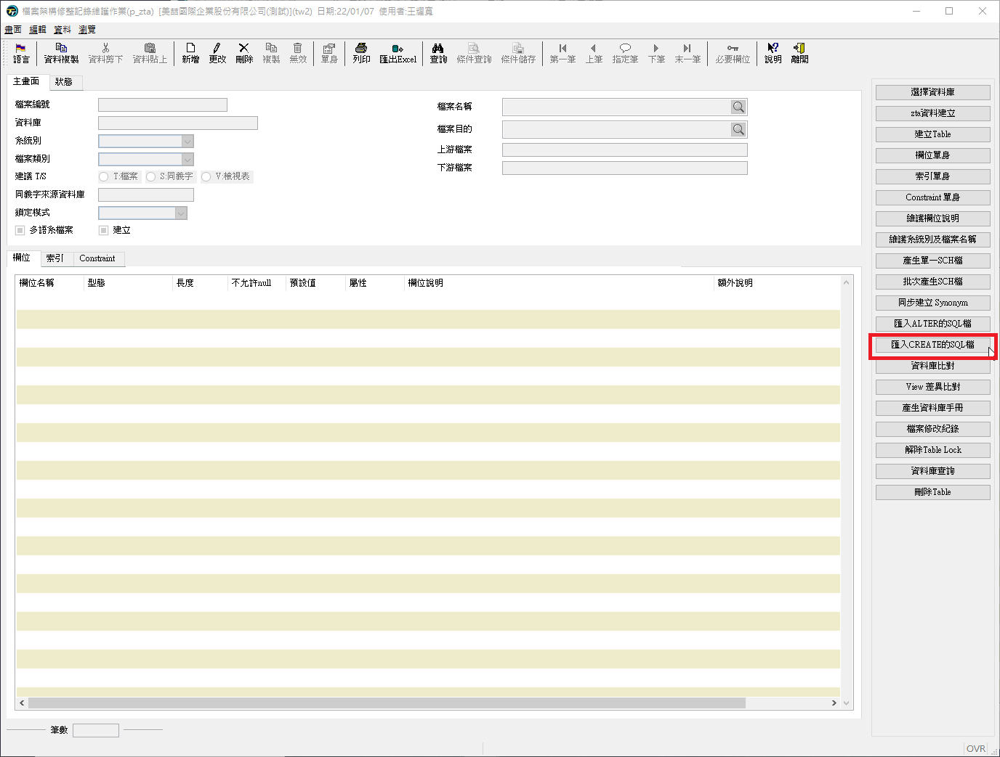 檔案架構修整記錄維護作業(p_zta) [美喆國際企業股份有限公司(測試)](tw2) 日期:22/01/07 使用者:王耀寬
畫面 編輯 資料 瀏覽
語言 資料複製 資料剪下 資料貼上 新增 更改 刪除 複製 無效 單身 列印 匯出Excel 查詢 條件查詢 條件儲存 第一筆 上筆 指定筆 下筆 末一筆 必要欄位 說明 離開
主畫面 狀態
檔案編號
資料庫
系統別
檔案類別
建議 T/S T:檔案 S:同義字 V:檢視表
同義字來源資料庫
鎖定模式
多語系檔案 建立
檔案名稱
檔案目的
上游檔案
下游檔案
欄位 索引 Constraint
欄位名稱 型態 長度 不允許null 預設值 屬性 欄位說明 額外說明
筆數
選擇資料庫
zta資料建立
建立Table
欄位單身
索引單身
Constraint 單身
維護欄位說明
維護系統別及檔案名稱
產生單一SCH檔
批次產生SCH檔
同步建立 Synonym
匯入ALTER的SQL檔
匯入CREATE的SQL檔
資料庫比對
View 差異比對
產生資料庫手冊
檔案修改紀錄
解除Table Lock
資料庫查詢
刪除Table
OVR